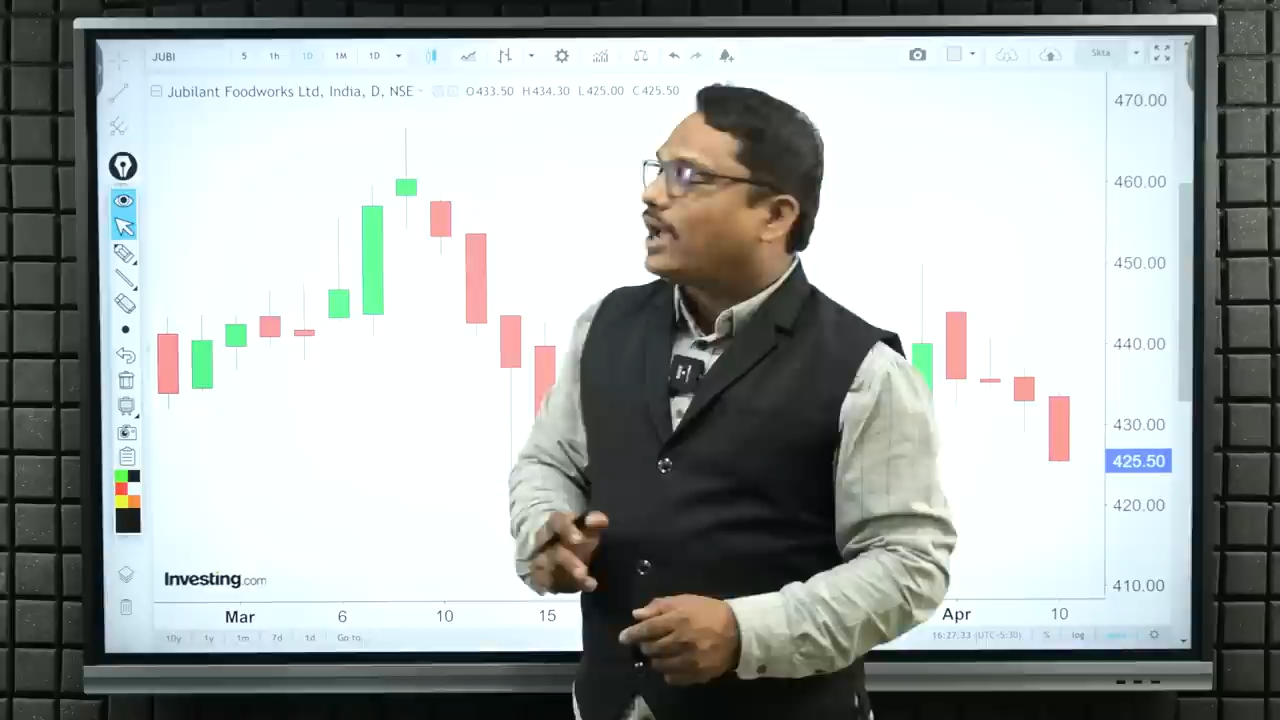 JUBI 5 1h 1D 1M 1D Skta
Jubilant Foodworks Ltd, India, D, NSE O433.50 H434.30 L425.00 C425.50
470.00
460.00
450.00
440.00
430.00
425.50
420.00
410.00
Investing.com
Mar 6 10 15 Apr 10
10y 1y 1m 7d 1d Go to... 16:27:33 (UTC+5:30) % log